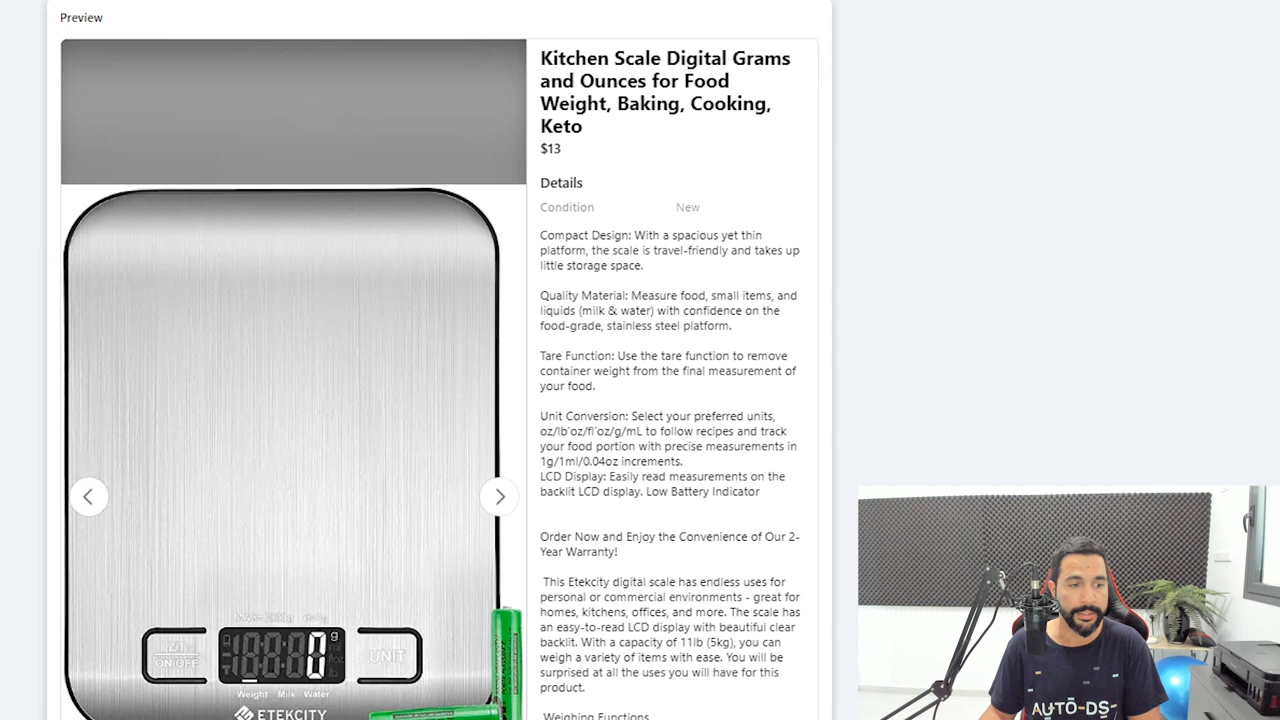 Preview
Kitchen Scale Digital Grams
and Ounces for Food
Weight, Baking, Cooking,
Keto
$13
Details
Condition New
Compact Design: With a spacious yet thin
platform, the scale is travel-friendly and takes up
little storage space.
Quality Material: Measure food, small items, and
liquids (milk & water) with confidence on the
food-grade, stainless steel platform.
Tare Function: Use the tare function to remove
container weight from the final measurement of
your food.
Unit Conversion: Select your preferred units,
oz/lb'oz/fl'oz/g/mL to follow recipes and track
your food portion with precise measurements in
1g/1ml/0.04oz increments.
LCD Display: Easily read measurements on the
backlit LCD display. Low Battery Indicator
Order Now and Enjoy the Convenience of Our 2-
Year Warranty!
This Etekcity digital scale has endless uses for
personal or commercial environments - great for
homes, kitchens, offices, and more. The scale has
an easy-to-read LCD display with beautiful clear
backlit. With a capacity of 11lb (5kg), you can
weigh a variety of items with ease. You will be
surprised at all the uses you will have for this
product.
Weighing Functions
ON/OFF
0 g
UNIT
Weight Milk Water
ETEKCITY
AUTO-DS